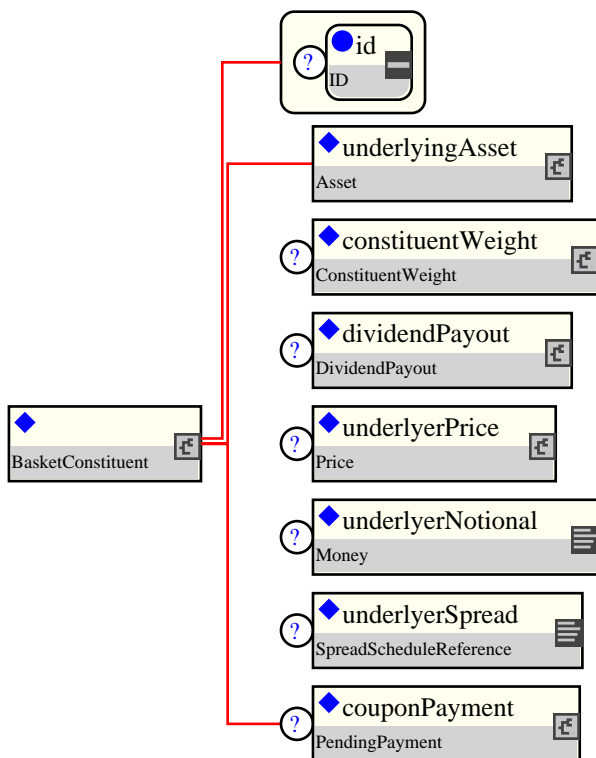 id
?
ID
underlyingAsset
Asset
constituentWeight
?
ConstituentWeight
dividendPayout
?
DividendPayout
BasketConstituent
underlyerPrice
?
Price
underlyerNotional
?
Money
underlyerSpread
?
SpreadScheduleReference
couponPayment
?
PendingPayment